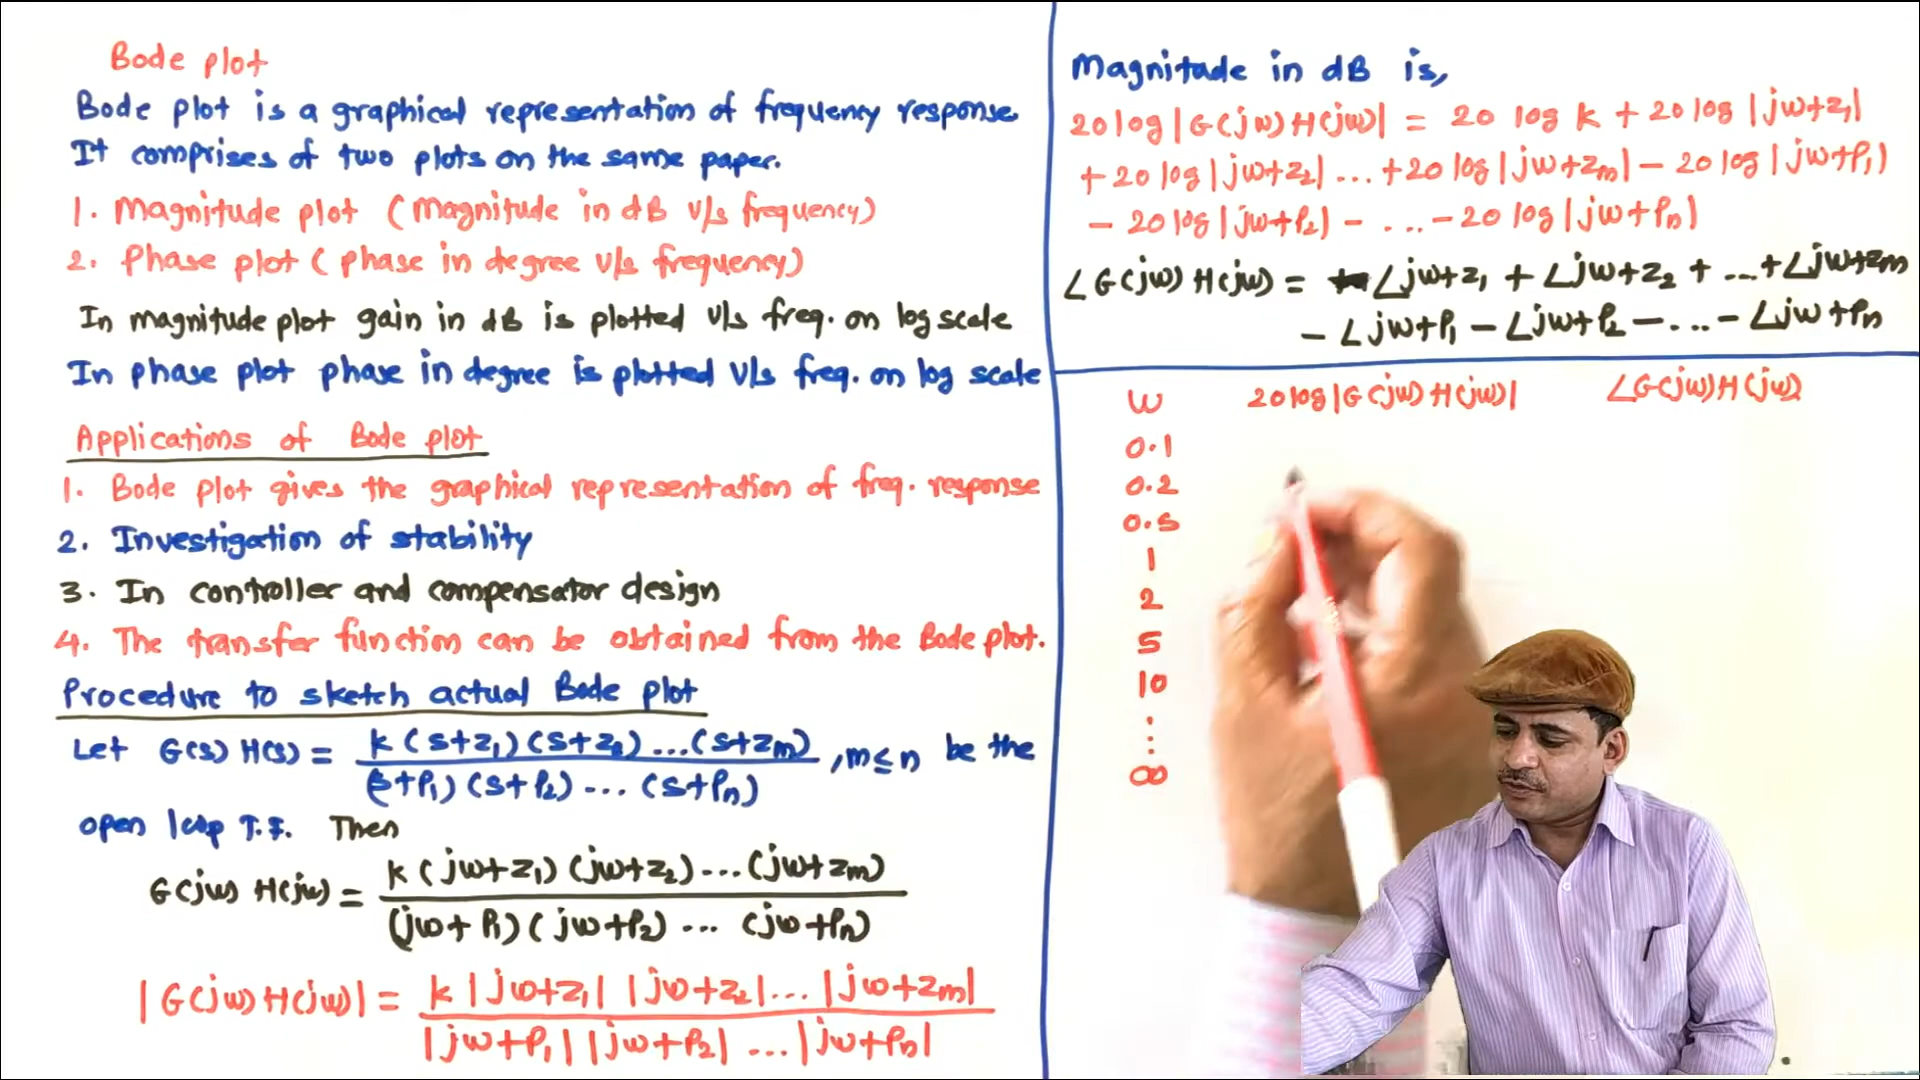 Bode plot
Bode plot is a graphical representation of frequency response
It comprises of two plots on the same paper.
1. Magnitude plot (Magnitude in dB v/s frequency)
2. Phase plot (phase in degree v/s frequency)
In magnitude plot gain in dB is plotted v/s freq. on log scale
In phase plot phase in degree is plotted v/s freq. on log scale
Applications of Bode plot
1. Bode plot gives the graphical representation of freq. response
2. Investigation of stability
3. In controller and compensator design
4. The transfer function can be obtained from the Bode plot.
Procedure to sketch actual Bode plot
Let G(s) H(s) = k(s+z₁)(s+z₂)...(s+zm) / (s+P₁)(s+P₂)...(s+Pn), m≤n be the
open loop T.F. Then
G(jω) H(jω) = k(jω+z₁)(jω+z₂)...(jω+zm) / (jω+P₁)(jω+P₂)...(jω+Pn)
|G(jω) H(jω)| = k|jω+z₁| |jω+z₂|...|jω+zm| / |jω+P₁| |jω+P₂| ...|jω+Pn|
Magnitude in dB is,
20log|G(jω)H(jω)| = 20 log k + 20 log |jω+z₁|
+ 20 log|jω+z₂| ...+20 log|jω+zm| - 20 log|jω+P₁|
- 20 log|jω+P₂| - ...-20 log|jω+Pn|
∠G(jω) H(jω) = ∠jω+z₁ + ∠jω+z₂ + ...+∠jω+zm
- ∠jω+P₁ - ∠jω+P₂ - ...- ∠jω+Pn
ω 20log|G(jω)H(jω)| ∠G(jω)H(jω)
0.1
0.2
0.5
1
2
5
10
⋮
∞